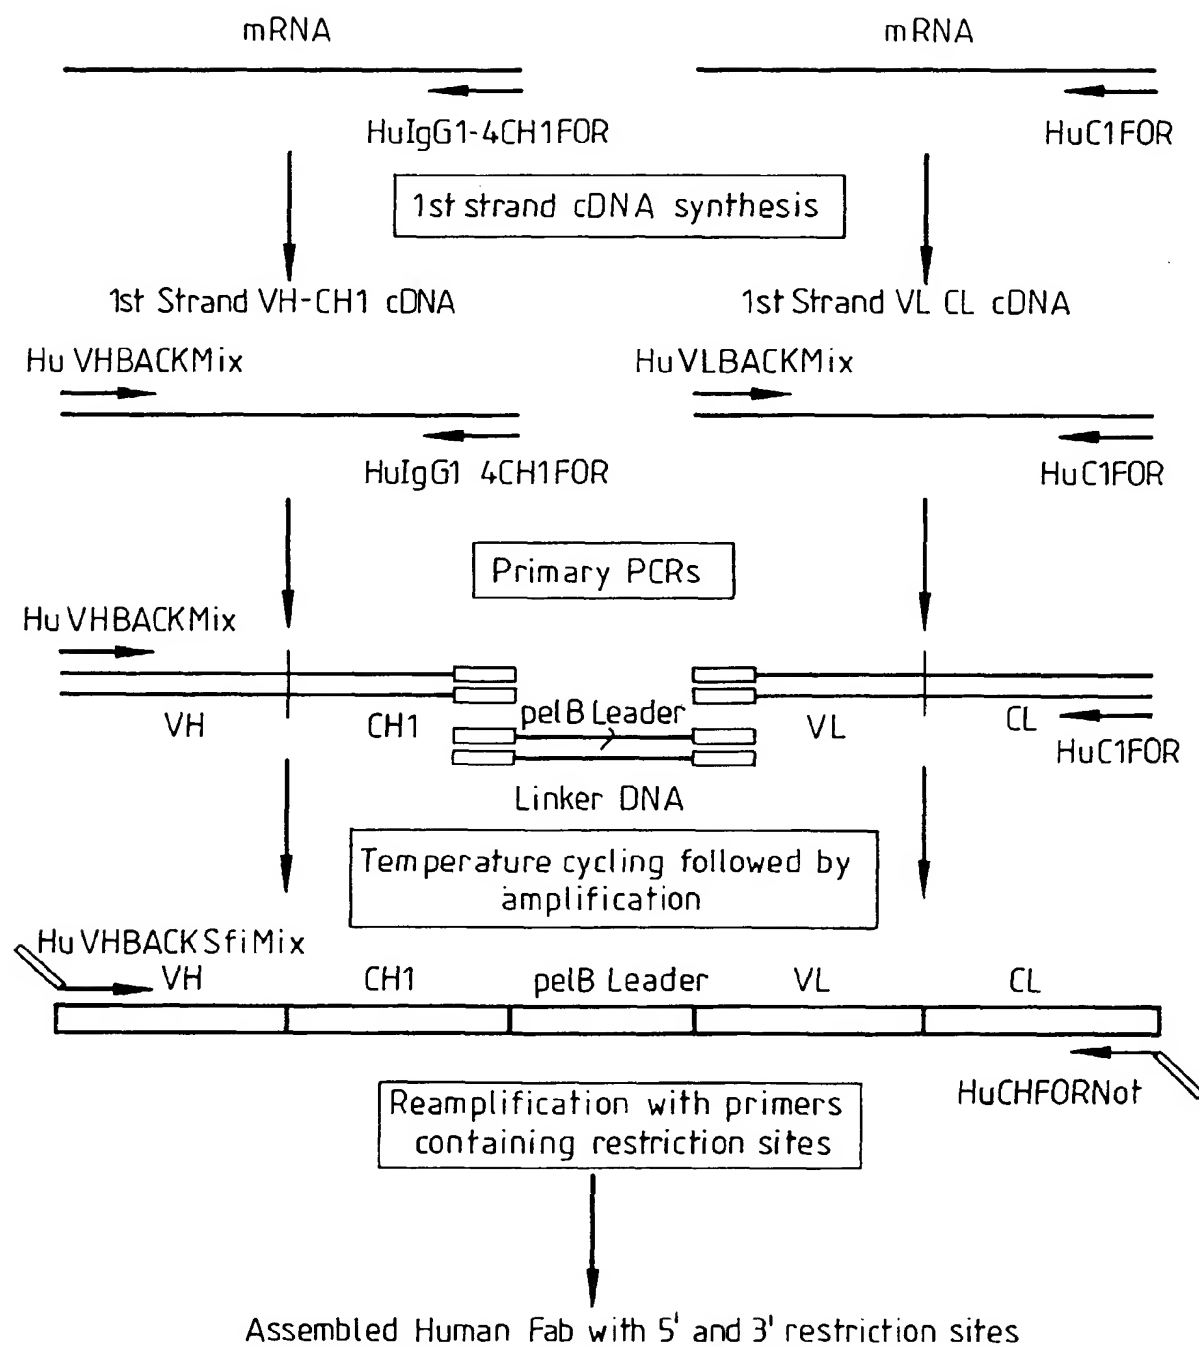 mRNA
mRNA
HuIgG1-4CH1FOR
HuC1FOR
1st strand cDNA synthesis
1st Strand VH-CH1 cDNA
1st Strand VL CL cDNA
Hu VHBACKMix
Hu VLBACKMix
HuIgG1 4CH1FOR
HuC1FOR
Primary PCRs
Hu VHBACKMix
VH
CH1
pelB Leader
VL
CL
HuC1FOR
Linker DNA
Temperature cycling followed by
amplification
Hu VHBACK SfiMix
VH
CH1
pelB Leader
VL
CL
HuCHFORNot
Reamplification with primers
containing restriction sites
Assembled Human Fab with 5' and 3' restriction sites